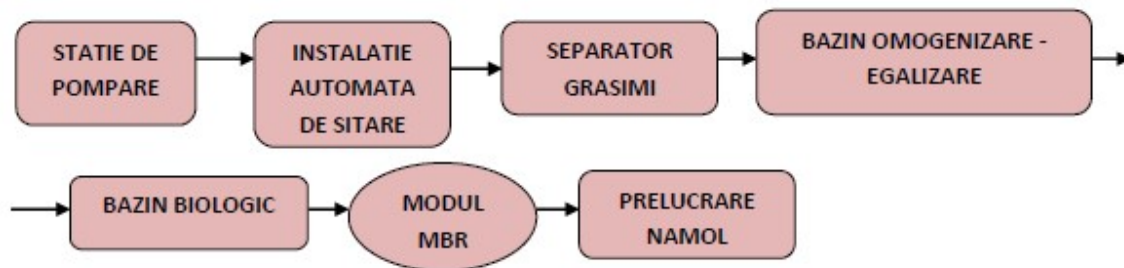 STATIE DE
POMPARE
INSTALATIE
AUTOMATA
DE SITARE
SEPARATOR
GRASIMI
BAZIN OMOGENIZARE -
EGALIZARE
BAZIN BIOLOGIC
MODUL
MBR
PRELUCRARE
NAMOL